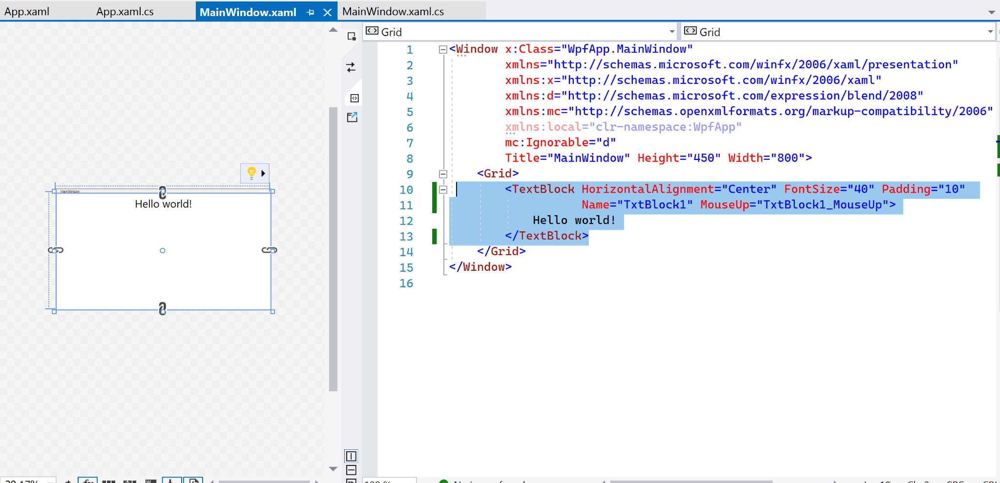 App.xaml App.xaml.cs MainWindow.xaml MainWindow.xaml.cs
Grid Grid
1 <Window x:Class="WpfApp.MainWindow"
2 xmlns="http://schemas.microsoft.com/winfx/2006/xaml/presentation"
3 xmlns:x="http://schemas.microsoft.com/winfx/2006/xaml"
4 xmlns:d="http://schemas.microsoft.com/expression/blend/2008"
5 xmlns:mc="http://schemas.openxmlformats.org/markup-compatibility/2006"
6 xmlns:local="clr-namespace:WpfApp"
7 mc:Ignorable="d"
8 Title="MainWindow" Height="450" Width="800">
9 <Grid>
10 <TextBlock HorizontalAlignment="Center" FontSize="40" Padding="10"
11 Name="TxtBlock1" MouseUp="TxtBlock1_MouseUp">
12 Hello world!
13 </TextBlock>
14 </Grid>
15 </Window>
16
MainWindow
Hello world!